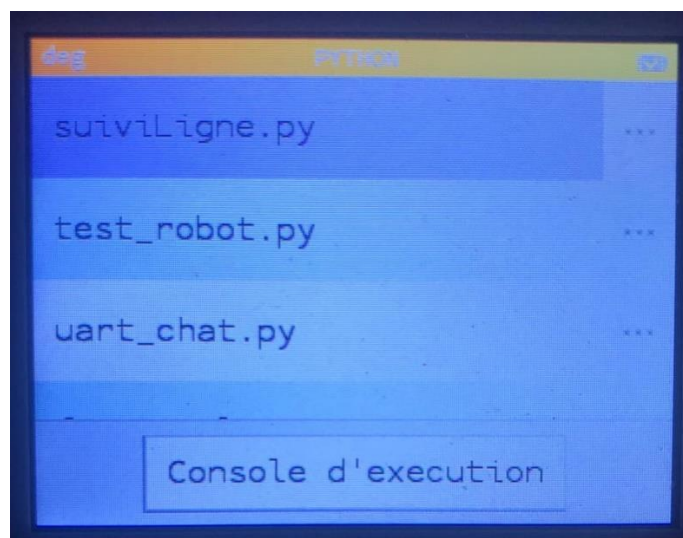 deg PYTHON
suiviLigne.py
test_robot.py
uart_chat.py
Console d'execution